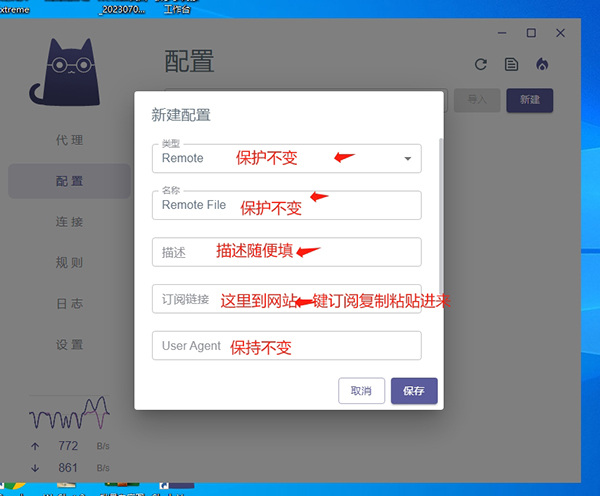 xtreme
_2023070...
工作台
配置
导入
新建
代 理
配 置
连 接
规 则
日 志
设 置
新建配置
类型
Remote
保护不变
名称
Remote File
保护不变
描述
描述随便填
订阅链接
这里到网站一键订阅复制粘贴进来
User Agent
保持不变
取消
保存
772
B/s
861
B/s